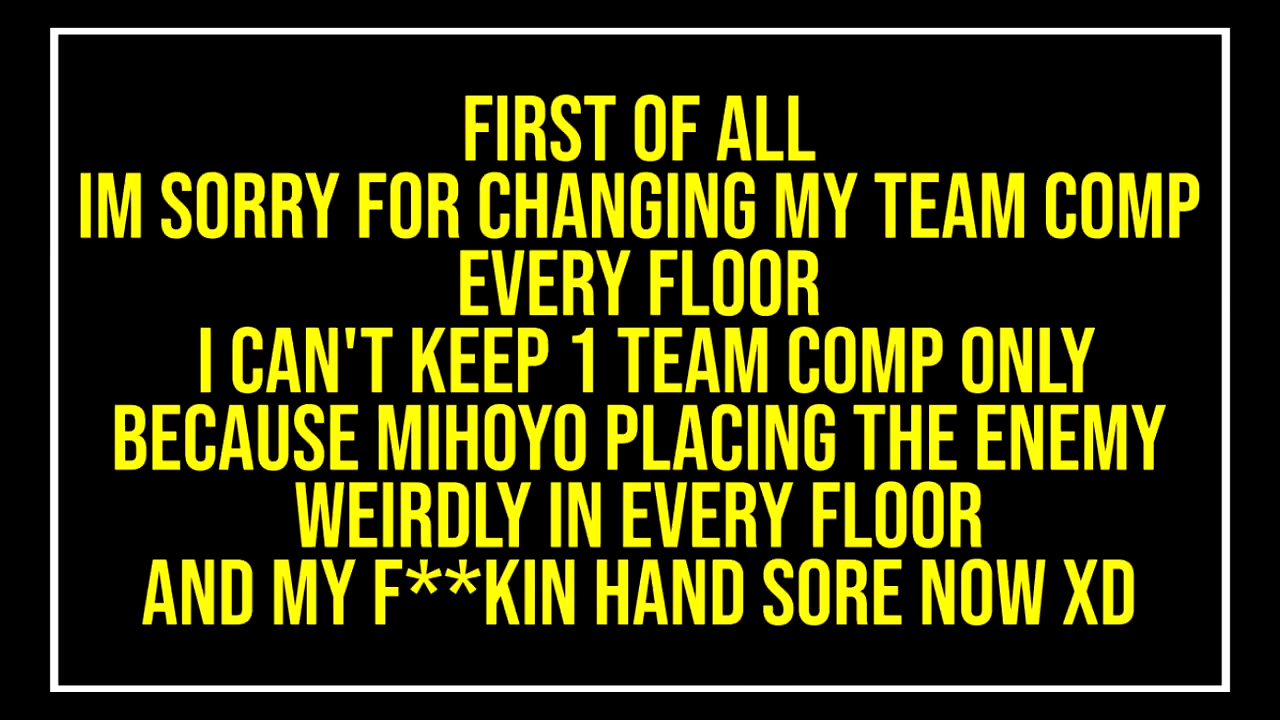 FIRST OF ALL
IM SORRY FOR CHANGING MY TEAM COMP
EVERY FLOOR
I CAN'T KEEP 1 TEAM COMP ONLY
BECAUSE MIHOYO PLACING THE ENEMY
WEIRDLY IN EVERY FLOOR
AND MY F**KIN HAND SORE NOW XD